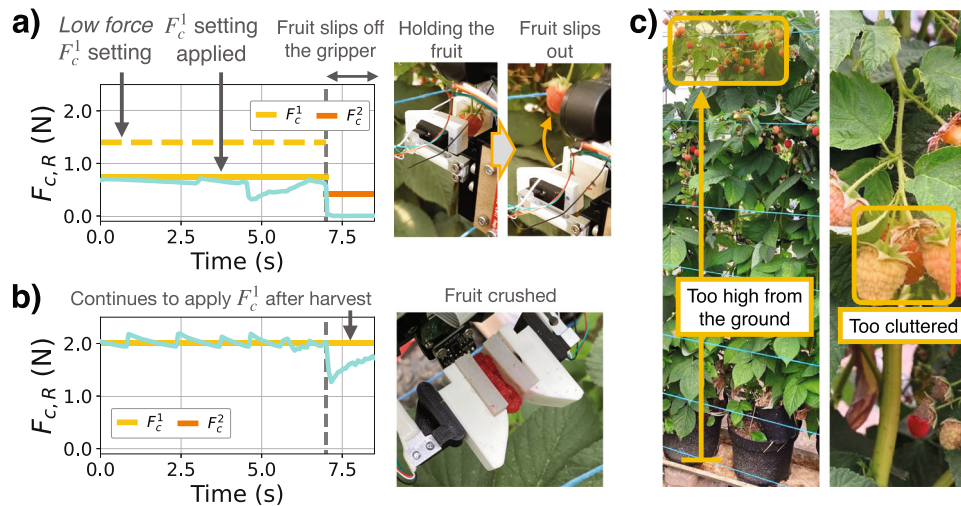 a)
Low force
F_c^1 setting
F_c^1 setting
applied
Fruit slips off
the gripper
Holding the
fruit
Fruit slips
out
F_c^1
F_c^2
F_{c, R} (N)
2.0
1.0
0.0
0.0
2.5
5.0
7.5
Time (s)
b)
Continues to apply F_c^1 after harvest
Fruit crushed
F_{c, R} (N)
2.0
1.0
0.0
F_c^1
F_c^2
0.0
2.5
5.0
7.5
Time (s)
c)
Too high from
the ground
Too cluttered